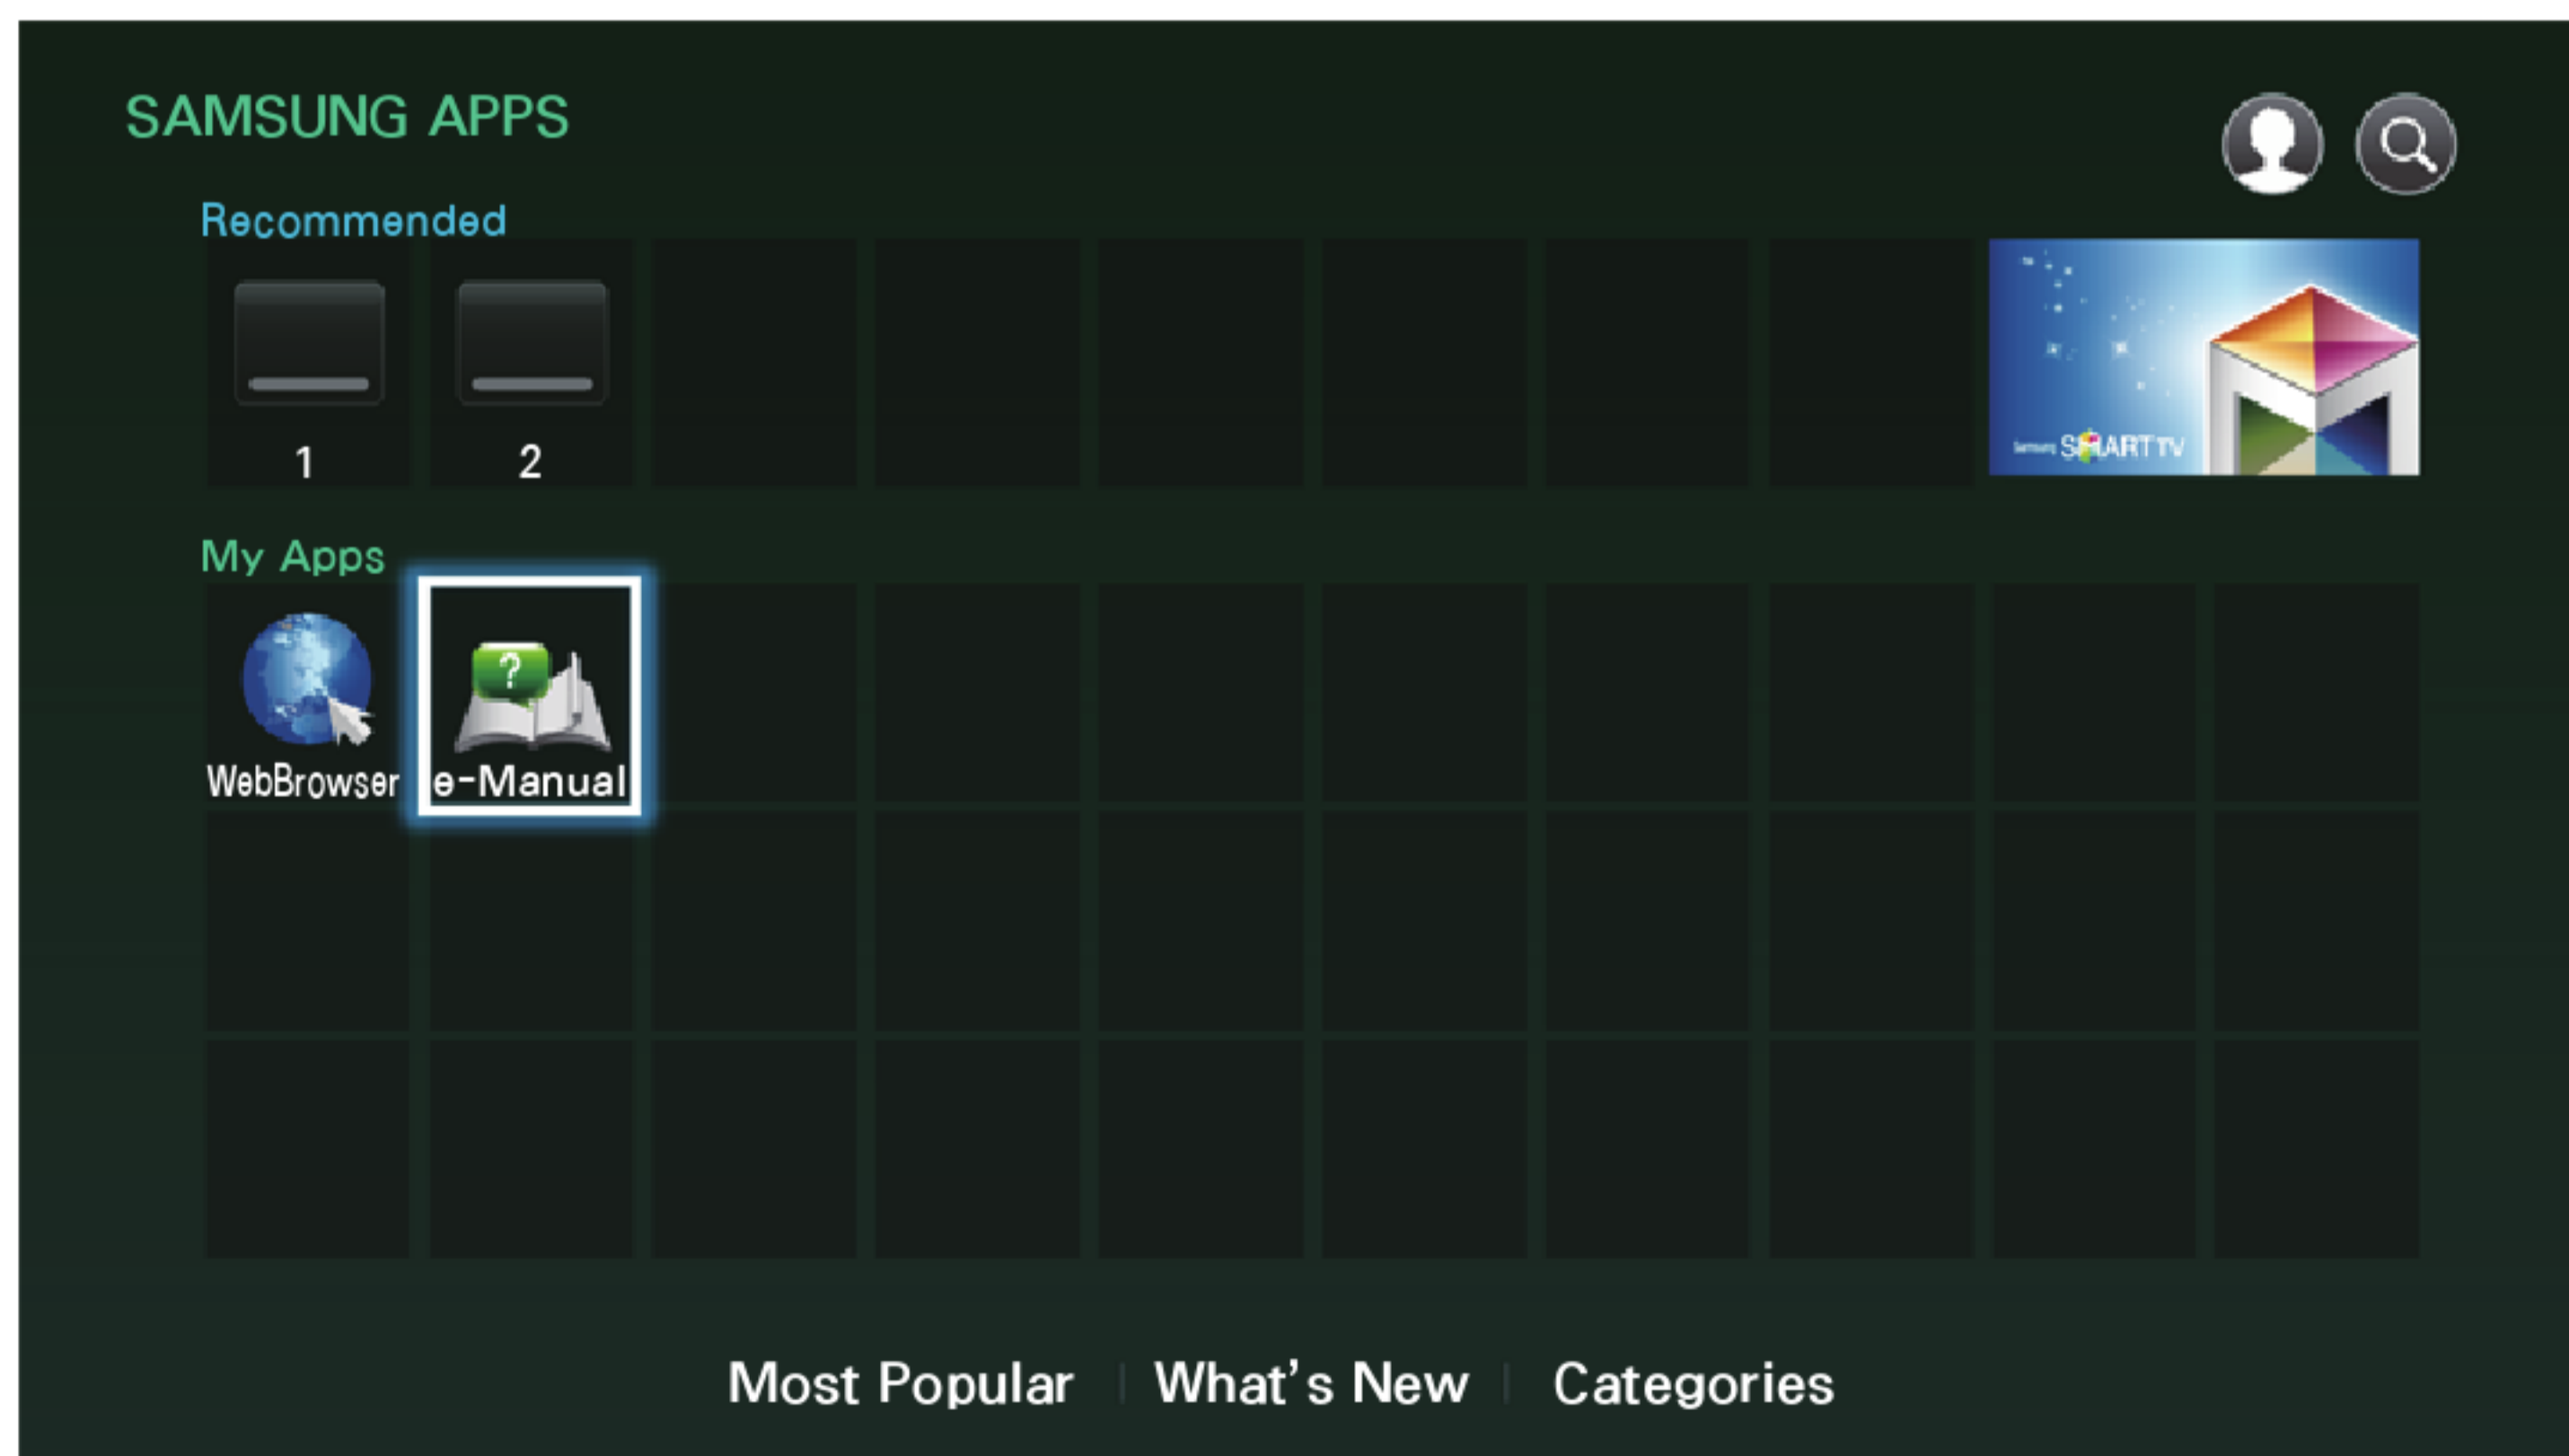 SAMSUNG APPS
Recommended
1
2
SMART TV
My Apps
?
WebBrowser
e-Manual
Most Popular
What's New
Categories